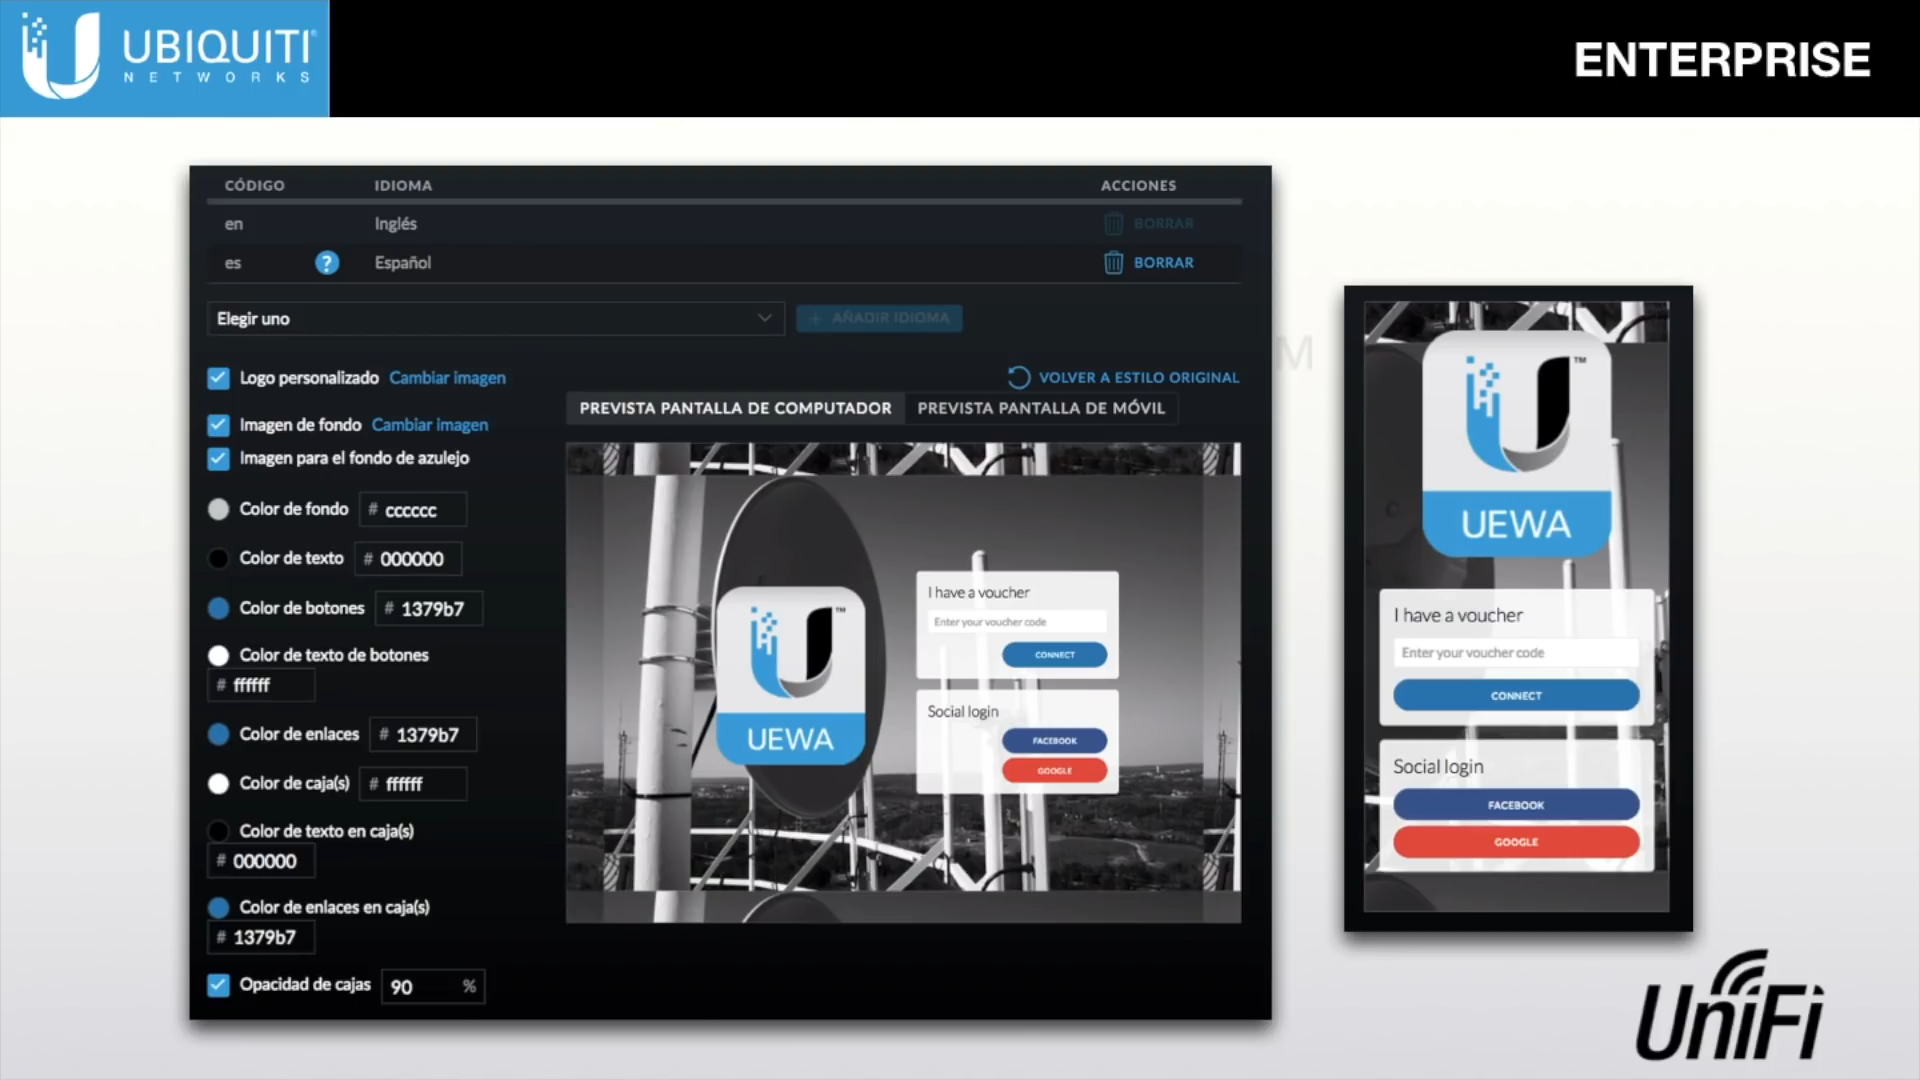 UBIQUITI
NETWORKS
ENTERPRISE
CÓDIGO IDIOMA ACCIONES
en Inglés BORRAR
es ? Español BORRAR
Elegir uno + AÑADIR IDIOMA
M
Logo personalizado Cambiar imagen
VOLVER A ESTILO ORIGINAL
Imagen de fondo Cambiar imagen
Imagen para el fondo de azulejo
Color de fondo # cccccc
Color de texto # 000000
Color de botones # 1379b7
Color de texto de botones
# ffffff
Color de enlaces # 1379b7
Color de caja(s) # ffffff
Color de texto en caja(s)
# 000000
Color de enlaces en caja(s)
# 1379b7
Opacidad de cajas 90 %
PREVISTA PANTALLA DE COMPUTADOR PREVISTA PANTALLA DE MÓVIL
TM
UEWA
I have a voucher
Enter your voucher code
CONNECT
Social login
FACEBOOK
GOOGLE
TM
UEWA
I have a voucher
Enter your voucher code
CONNECT
Social login
FACEBOOK
GOOGLE
UniFi